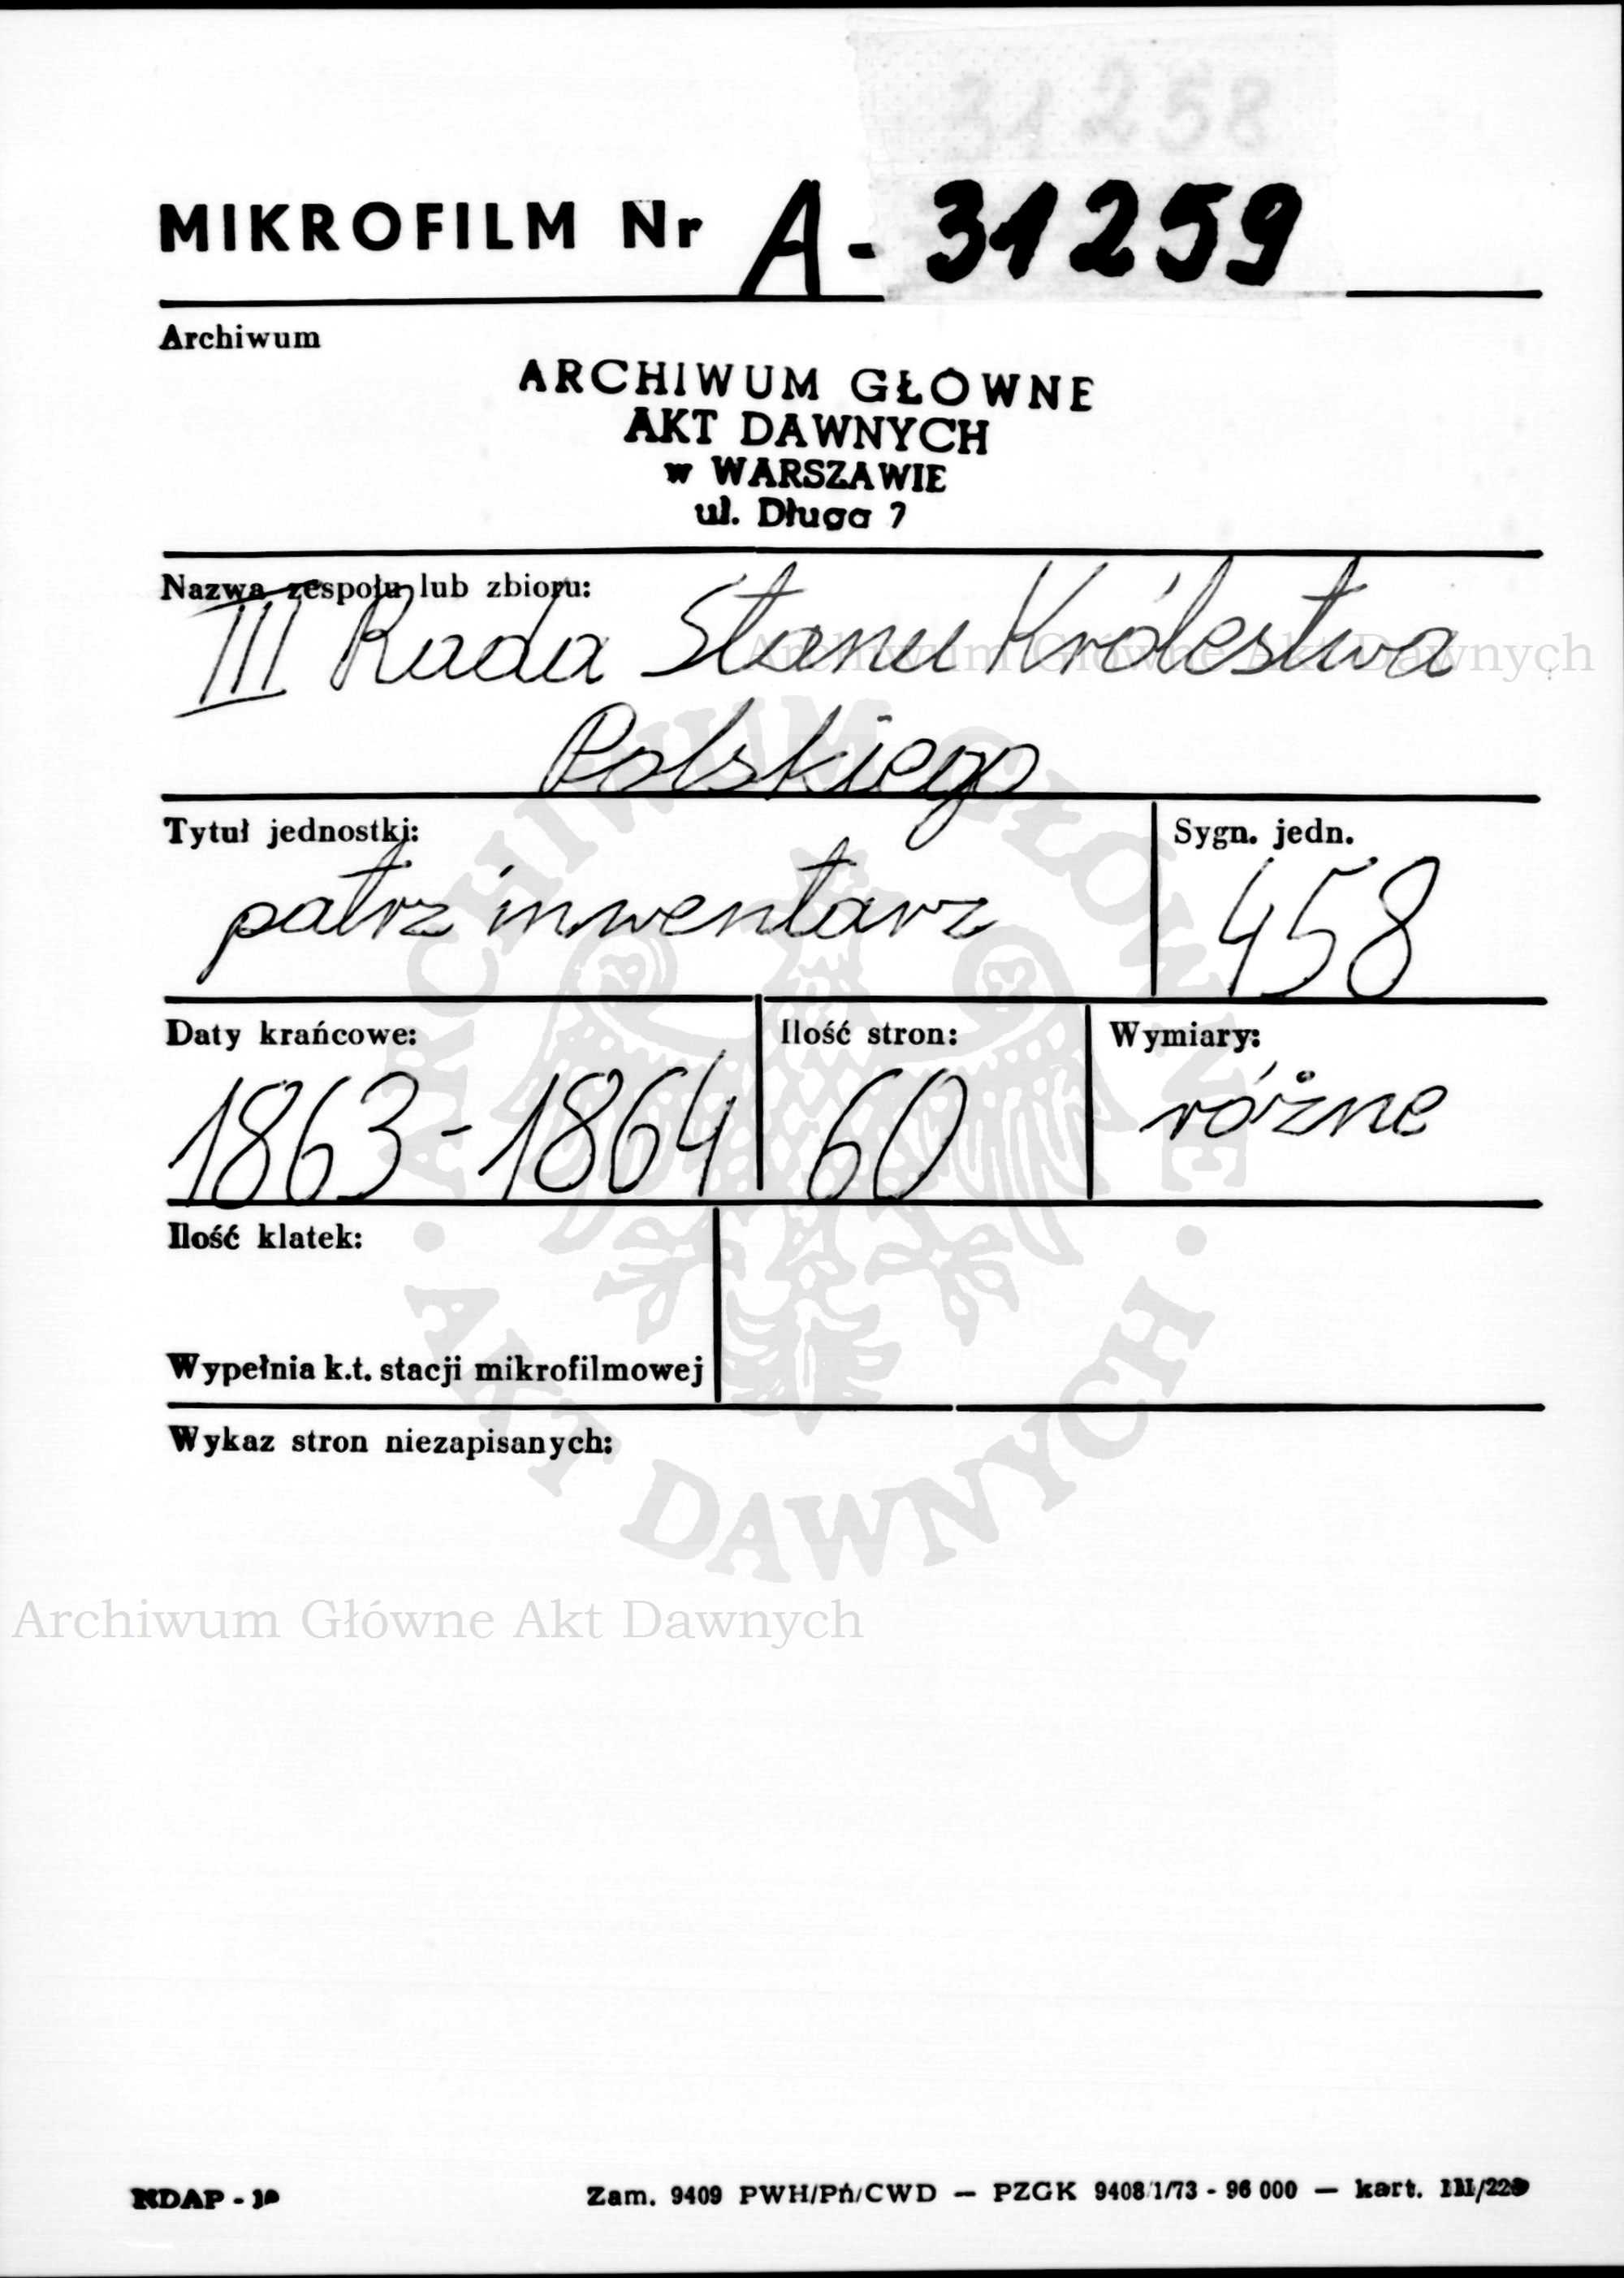 31258
MIKROFILM Nr A-31259
Archiwum
ARCHIWUM GŁÓWNE
AKT DAWNYCH
w WARSZAWIE
ul. Długa 7
Nazwa zespołu lub zbioru:
III Rada Stanu Królestwa
Archiwum Główne Akt Dawnych
Polskiego
Tytuł jednostki:
patrz inwentarz
Sygn. jedn.
458
Daty krańcowe:
1863-1864
Ilość stron:
60
Wymiary:
różne
Ilość klatek:
Wypełnia k.t. stacji mikrofilmowej
Wykaz stron niezapisanych:
ARCHIWUM GŁÓWNE
· AKT DAWNYCH ·
Archiwum Główne Akt Dawnych
NDAP -
Zam. 9409 PWH/Pń/CWD — PZGK 9408/1/73 - 96 000 — kart. III/229